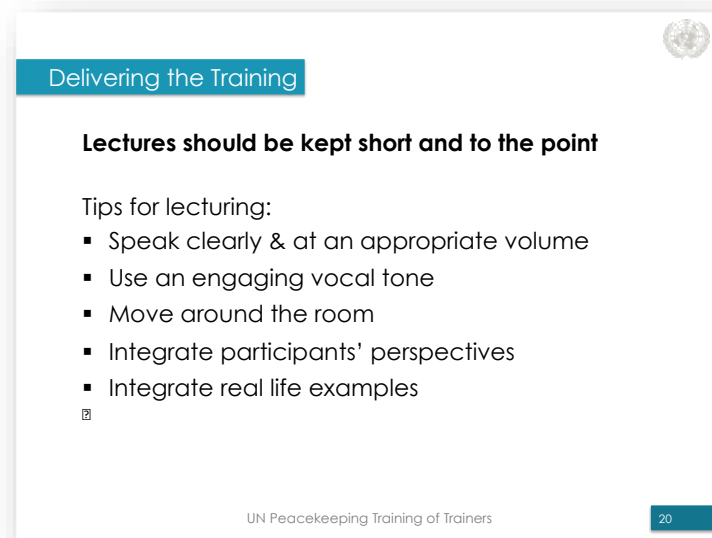 Delivering the Training
Lectures should be kept short and to the point
Tips for lecturing:
▪ Speak clearly & at an appropriate volume
▪ Use an engaging vocal tone
▪ Move around the room
▪ Integrate participants’ perspectives
▪ Integrate real life examples
UN Peacekeeping Training of Trainers
20